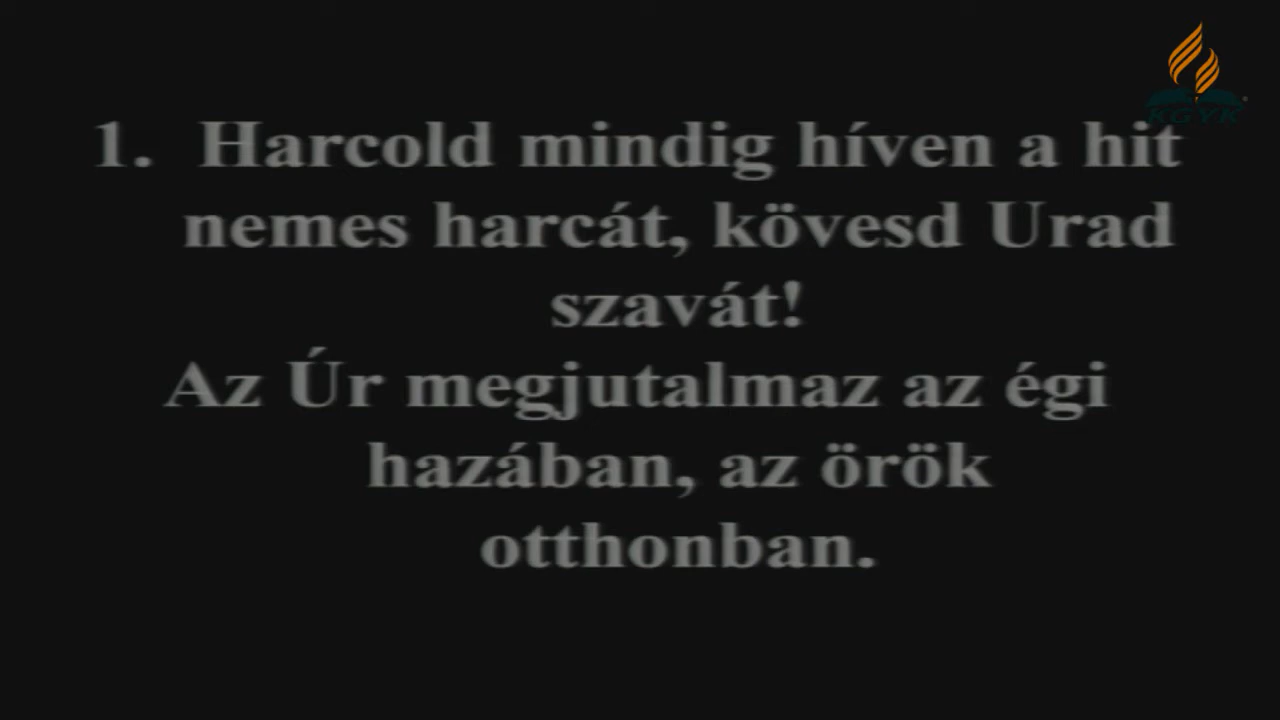 KGYK
1. Harcold mindig híven a hit
nemes harcát, kövesd Urad
szavát!
Az Úr megjutalmaz az égi
hazában, az örök
otthonban.